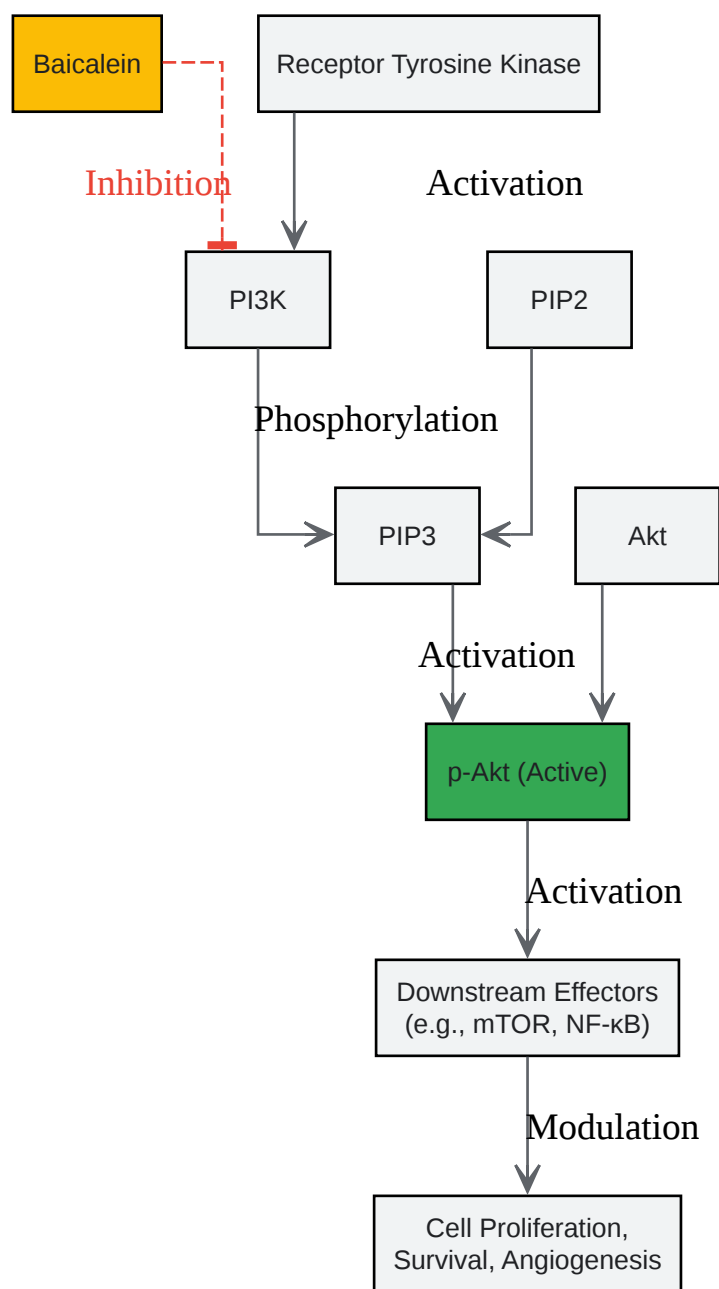 Baicalein
Receptor Tyrosine Kinase
Inhibition
Activation
PI3K
PIP2
Phosphorylation
PIP3
Akt
Activation
p-Akt (Active)
Activation
Downstream Effectors
(e.g., mTOR, NF-κB)
Modulation
Cell Proliferation,
Survival, Angiogenesis